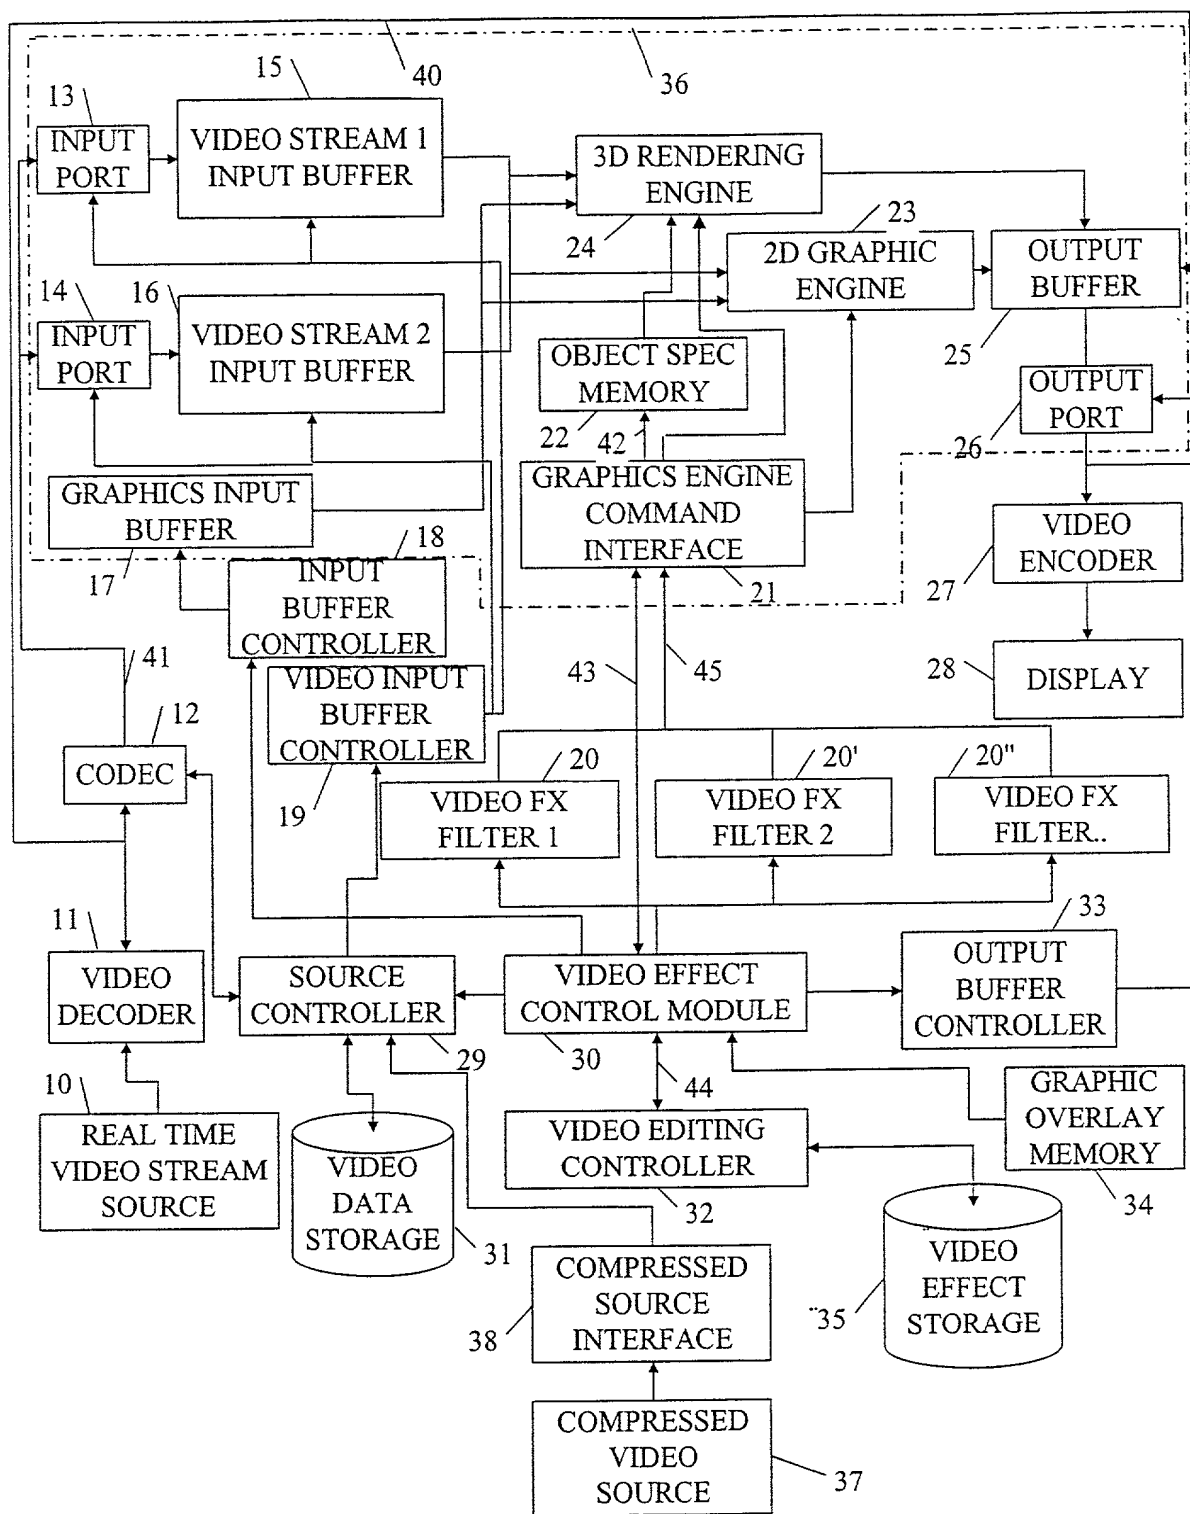 40
36
15
13
INPUT
PORT
VIDEO STREAM 1
INPUT BUFFER
3D RENDERING
ENGINE
24
23
2D GRAPHIC
ENGINE
OUTPUT
BUFFER
25
14
16
INPUT
PORT
VIDEO STREAM 2
INPUT BUFFER
OBJECT SPEC
MEMORY
22
42
OUTPUT
PORT
26
GRAPHICS INPUT
BUFFER
17
GRAPHICS ENGINE
COMMAND
INTERFACE
21
VIDEO
ENCODER
27
18
INPUT
BUFFER
CONTROLLER
41
VIDEO INPUT
BUFFER
CONTROLLER
19
43
45
28
DISPLAY
12
CODEC
20
VIDEO FX
FILTER 1
20'
VIDEO FX
FILTER 2
20"
VIDEO FX
FILTER..
11
VIDEO
DECODER
SOURCE
CONTROLLER
29
VIDEO EFFECT
CONTROL MODULE
30
33
OUTPUT
BUFFER
CONTROLLER
44
10
REAL TIME
VIDEO STREAM
SOURCE
VIDEO
DATA
STORAGE
31
VIDEO EDITING
CONTROLLER
32
GRAPHIC
OVERLAY
MEMORY
34
COMPRESSED
SOURCE
INTERFACE
38
VIDEO
EFFECT
STORAGE
35
COMPRESSED
VIDEO
SOURCE
37